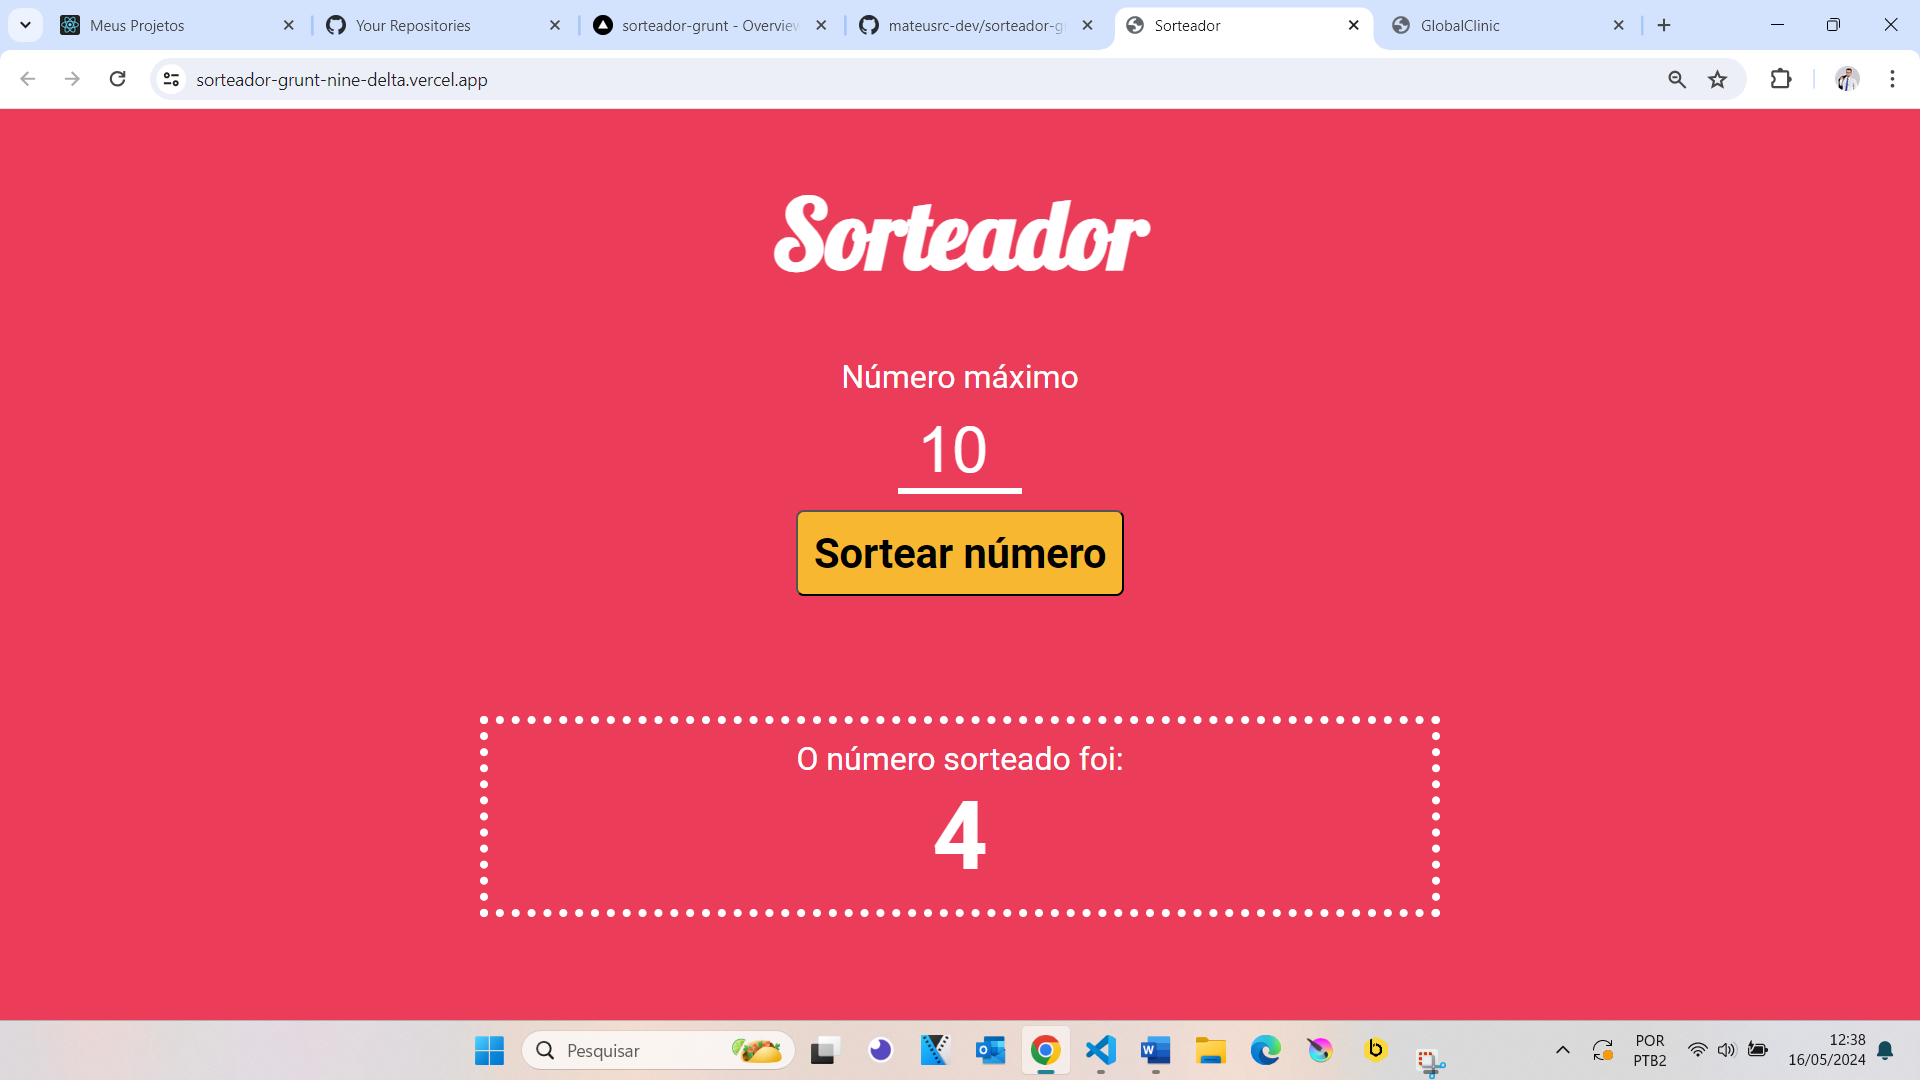 Meus Projetos
Your Repositories
sorteador-grunt - Overview
mateusrc-dev/sorteador-g
Sorteador
GlobalClinic
sorteador-grunt-nine-delta.vercel.app
Sorteador
Número máximo
10
Sortear número
O número sorteado foi:
4
Pesquisar
POR
PTB2
12:38
16/05/2024